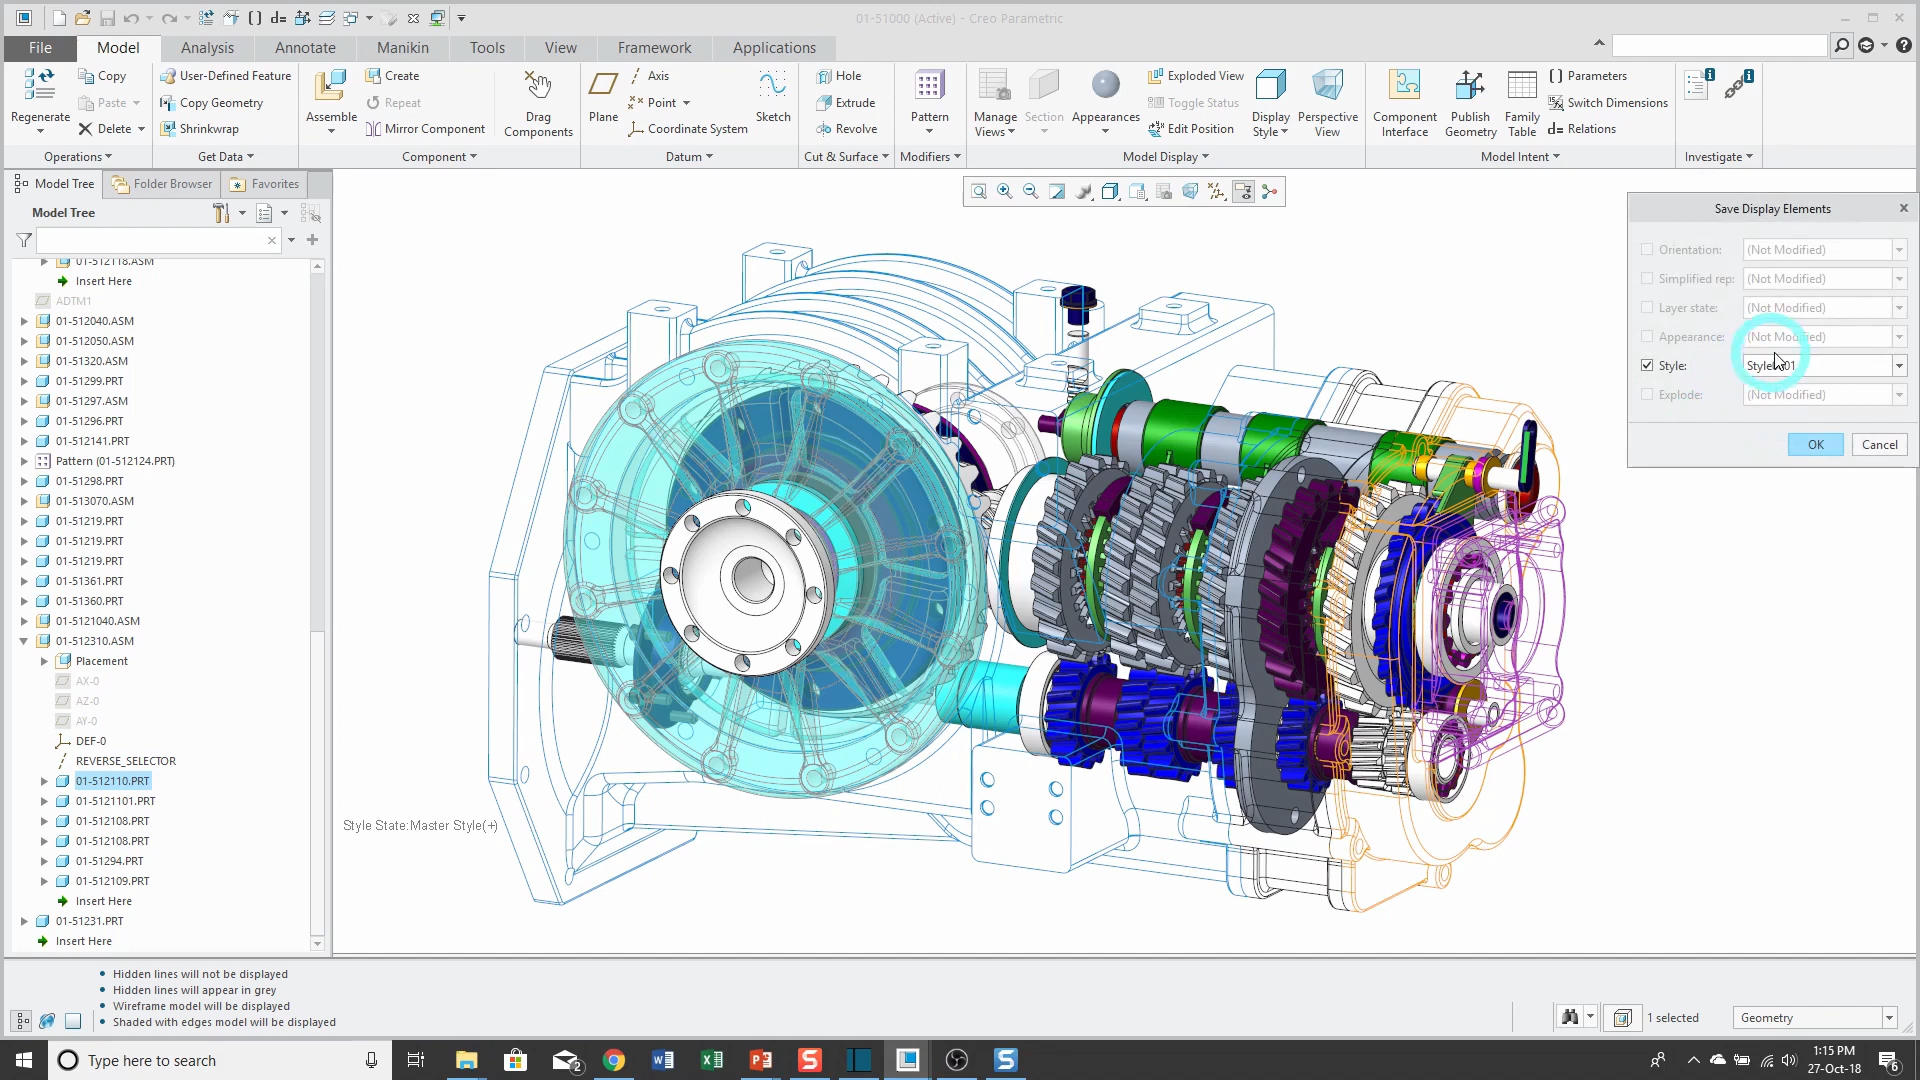 01-51000 (Active) - Creo Parametric
File Model Analysis Annotate Manikin Tools View Framework Applications
Regenerate
Copy
Paste
Delete
Operations
User-Defined Feature
Copy Geometry
Shrinkwrap
Get Data
Assemble
Create
Repeat
Mirror Component
Drag Components
Component
Plane
Axis
Point
Coordinate System
Sketch
Datum
Hole
Extrude
Revolve
Cut & Surface
Pattern
Modifiers
Manage Views
Section
Appearances
Exploded View
Toggle Status
Edit Position
Display Style
Perspective View
Model Display
Component Interface
Publish Geometry
Family Table
Parameters
Switch Dimensions
d= Relations
Model Intent
Investigate
Model Tree Folder Browser Favorites
Model Tree
01-512118.ASM
Insert Here
ADTM1
01-512040.ASM
01-512050.ASM
01-51320.ASM
01-51299.PRT
01-51297.ASM
01-51296.PRT
01-512141.PRT
Pattern (01-512124.PRT)
01-51298.PRT
01-513070.ASM
01-51219.PRT
01-51219.PRT
01-51219.PRT
01-51361.PRT
01-51360.PRT
01-5121040.ASM
01-512310.ASM
Placement
AX-0
AZ-0
AY-0
DEF-0
REVERSE_SELECTOR
01-512110.PRT
01-5121101.PRT
01-512108.PRT
01-512108.PRT
01-51294.PRT
01-512109.PRT
Insert Here
01-51231.PRT
Insert Here
Style State:Master Style(+)
Save Display Elements
Orientation: (Not Modified)
Simplified rep: (Not Modified)
Layer state: (Not Modified)
Appearance: (Not Modified)
Style:
Explode: (Not Modified)
OK Cancel
• Hidden lines will not be displayed
• Hidden lines will appear in grey
• Wireframe model will be displayed
• Shaded with edges model will be displayed
1 selected
Geometry
Type here to search
2
1:15 PM
27-Oct-18
6